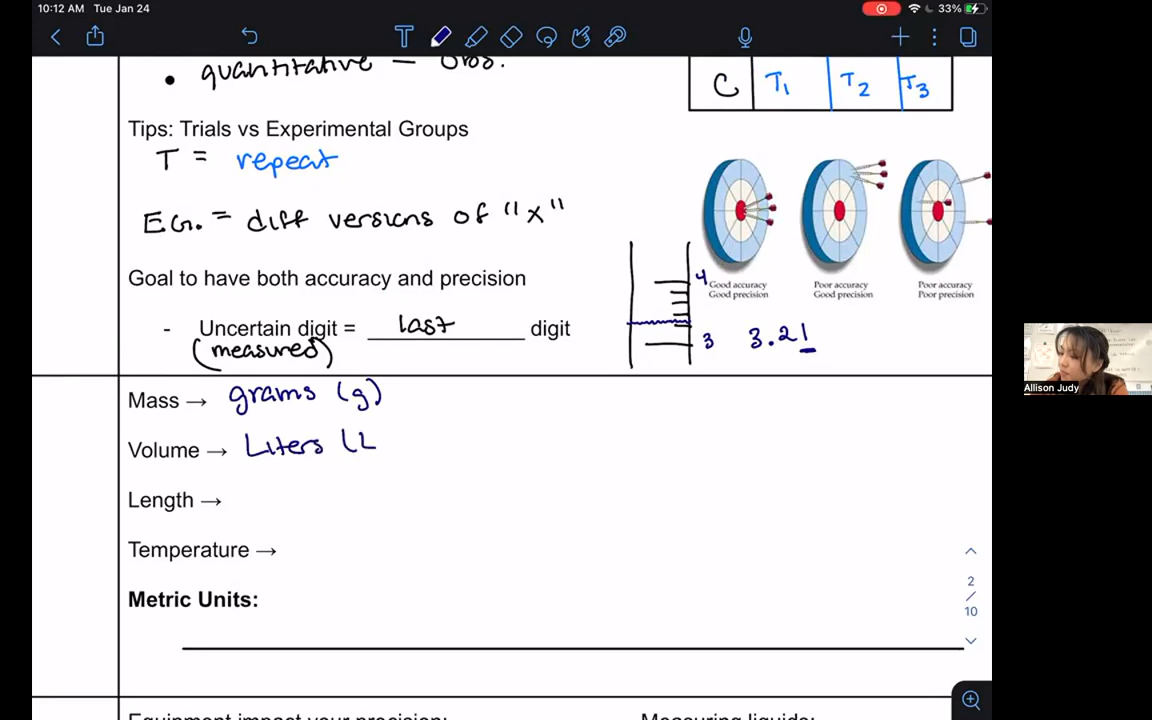 10:12 AM Tue Jan 24
33%
• quantitative – obs.
C T1 T2 T3
Tips: Trials vs Experimental Groups
T = repeat
E.G. = diff versions of "x"
Goal to have both accuracy and precision
- Uncertain digit = last digit
(measured)
4
3 3.21
Good accuracy
Good precision
Poor accuracy
Good precision
Poor accuracy
Poor precision
Mass → grams (g)
Volume → Liters (L
Length →
Temperature →
Metric Units:
2
/
10
Equipment impact your precision:
Measuring liquids:
Allison Judy